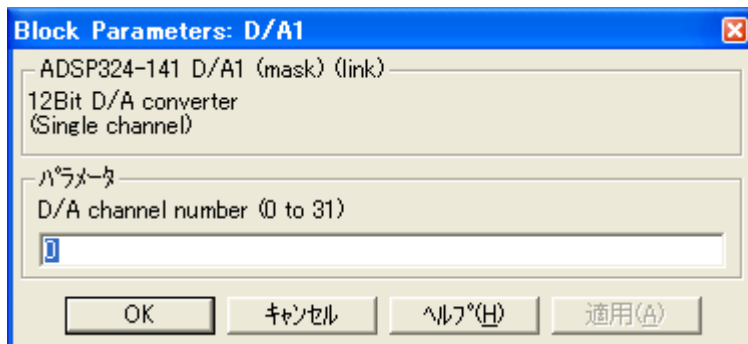 Block Parameters: D/A1
ADSP324-141 D/A1 (mask) (link)
12Bit D/A converter
(Single channel)
パラメータ
D/A channel number (0 to 31)
0
OK キャンセル ヘルプ(H) 適用(A)